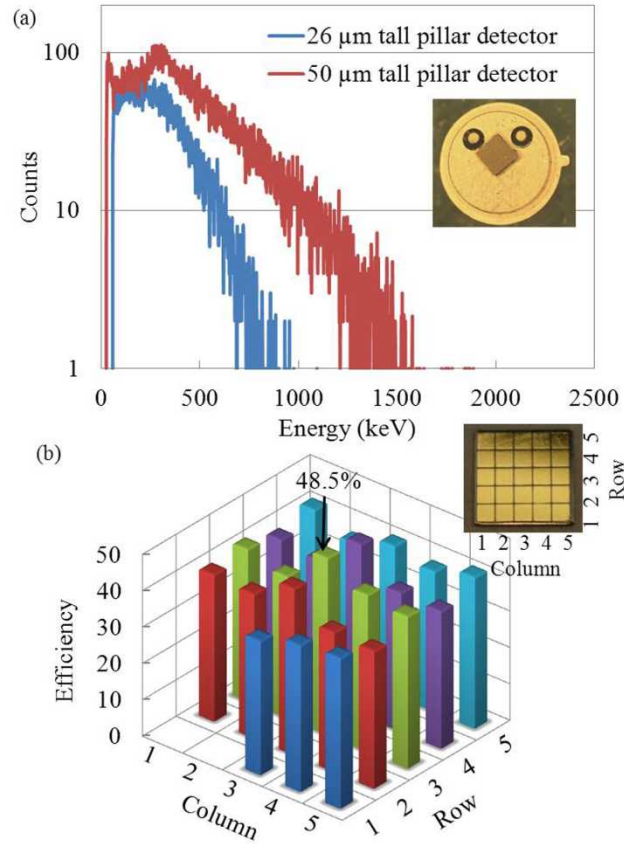 (a)
26 µm tall pillar detector
50 µm tall pillar detector
100
10
1
Counts
0 500 1000 1500 2000 2500
Energy (keV)
(b)
48.5%
50
40
30
20
10
0
Efficiency
1 2 3 4 5
Column
1 2 3 4 5
Row
1 2 3 4 5
Row
1 2 3 4 5
Column